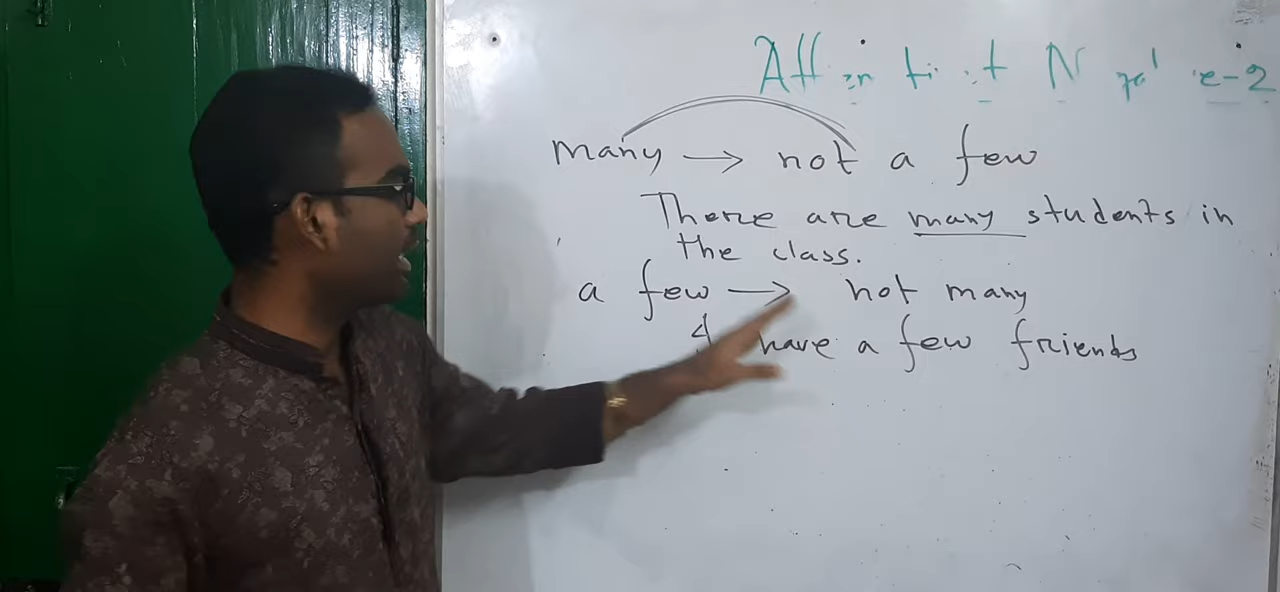 many → not a few
There are many students in
the class.
a few → not many
I have a few friends